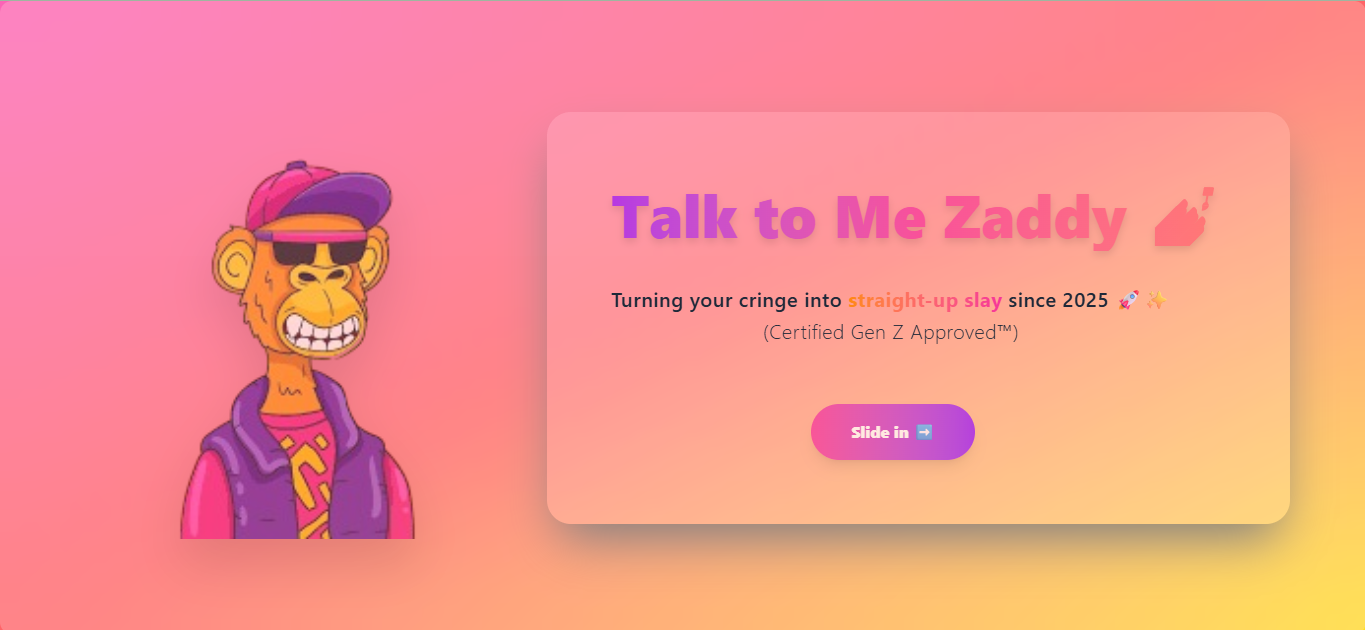 Talk to Me Zaddy 💅
Turning your cringe into straight-up slay since 2025 🚀✨
(Certified Gen Z Approved™)
Slide in ➡️